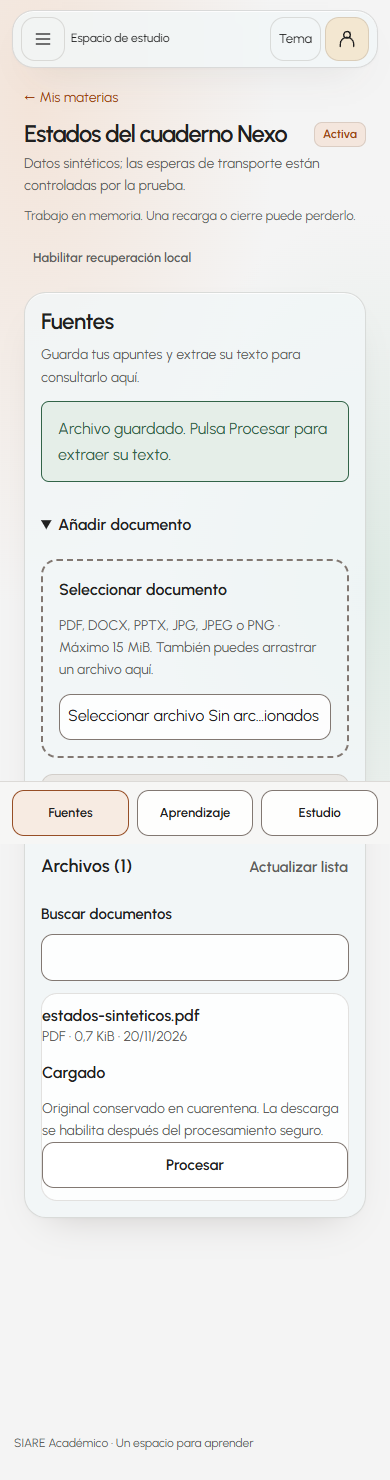 Espacio de estudio
Tema
← Mis materias
Estados del cuaderno Nexo
Activa
Datos sintéticos; las esperas de transporte están
controladas por la prueba.
Trabajo en memoria. Una recarga o cierre puede perderlo.
Habilitar recuperación local
Fuentes
Guarda tus apuntes y extrae su texto para
consultarlo aquí.
Archivo guardado. Pulsa Procesar para
extraer su texto.
▼ Añadir documento
Seleccionar documento
PDF, DOCX, PPTX, JPG, JPEG o PNG ·
Máximo 15 MiB. También puedes arrastrar
un archivo aquí.
Seleccionar archivo Sin arc...ionados
Fuentes
Aprendizaje
Estudio
Archivos (1)
Actualizar lista
Buscar documentos
estados-sinteticos.pdf
PDF · 0,7 KiB · 20/11/2026
Cargado
Original conservado en cuarentena. La descarga
se habilita después del procesamiento seguro.
Procesar
SIARE Académico · Un espacio para aprender